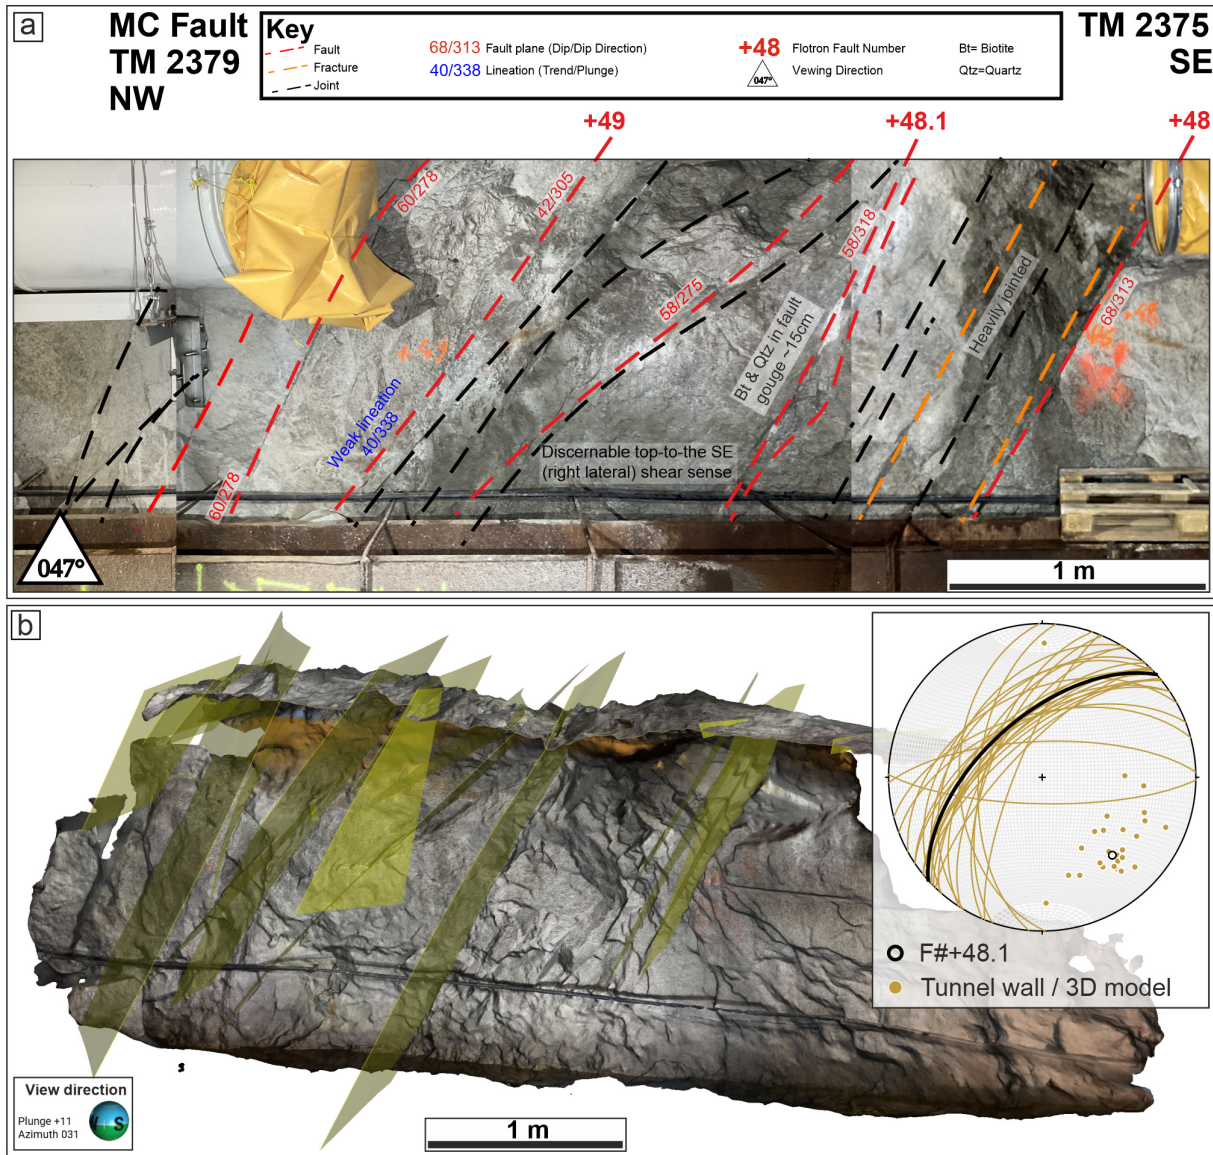 a
MC Fault
TM 2379
NW
Key
Fault
Fracture
Joint
68/313 Fault plane (Dip/Dip Direction)
40/338 Lineation (Trend/Plunge)
+48 Flotron Fault Number
047° Vewing Direction
Bt= Biotite
Qtz=Quartz
TM 2375
SE
+49
+48.1
+48
60/278
42/305
58/275
58/318
68/313
Heavily jointed
Bt & Qtz in fault
gouge ~15cm
+49
+48
Weak lineation
40/338
Discernable top-to-the SE
(right lateral) shear sense
60/278
047°
1 m
b
F#+48.1
Tunnel wall / 3D model
View direction
Plunge +11
Azimuth 031
S
1 m